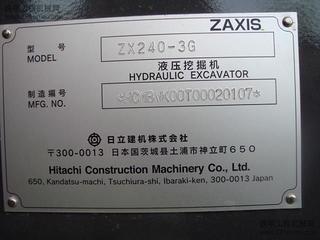 ZAXIS
型号 ZX240-3G
MODEL
液压挖掘机
HYDRAULIC EXCAVATOR
制造编号
MFG. NO.
日立建机株式会社
〒300-0013 日本国茨城县土浦市神立町650
Hitachi Construction Machinery Co., Ltd.
650, Kandatsu-machi, Tsuchiura-shi, Ibaraki-ken, 300-0013 Japan